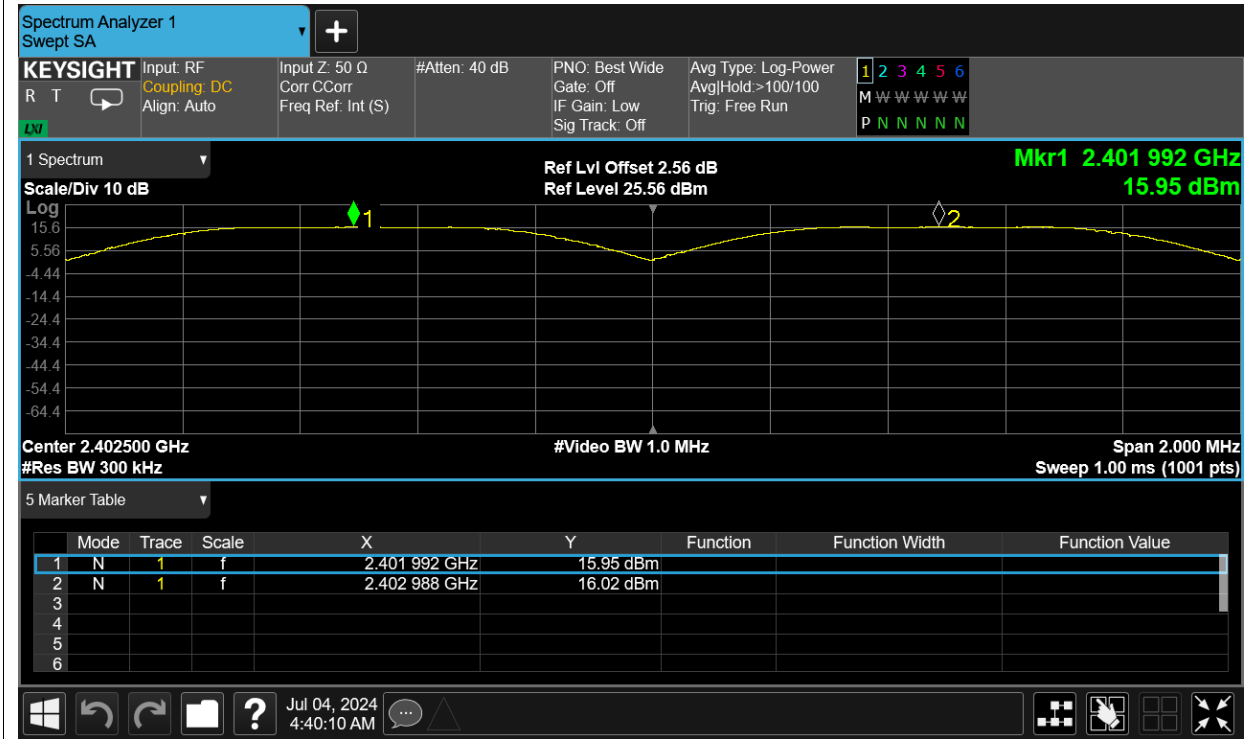 Spectrum Analyzer 1
Swept SA
+
KEYSIGHT Input: RF Input Z: 50 Ω #Atten: 40 dB PNO: Best Wide Avg Type: Log-Power 1 2 3 4 5 6
R T Coupling: DC Corr CCorr Gate: Off Avg|Hold:>100/100 M W W W W W
Align: Auto Freq Ref: Int (S) IF Gain: Low Trig: Free Run
LXI Sig Track: Off P N N N N N
1 Spectrum Ref Lvl Offset 2.56 dB Mkr1 2.401 992 GHz
Scale/Div 10 dB Ref Level 25.56 dBm 15.95 dBm
Log
1 2
15.6
5.56
-4.44
-14.4
-24.4
-34.4
-44.4
-54.4
-64.4
Center 2.402500 GHz #Video BW 1.0 MHz Span 2.000 MHz
#Res BW 300 kHz Sweep 1.00 ms (1001 pts)
5 Marker Table
Mode Trace Scale X Y Function Function Width Function Value
1 N 1 f 2.401 992 GHz 15.95 dBm
2 N 1 f 2.402 988 GHz 16.02 dBm
3
4
5
6
? Jul 04, 2024
4:40:10 AM